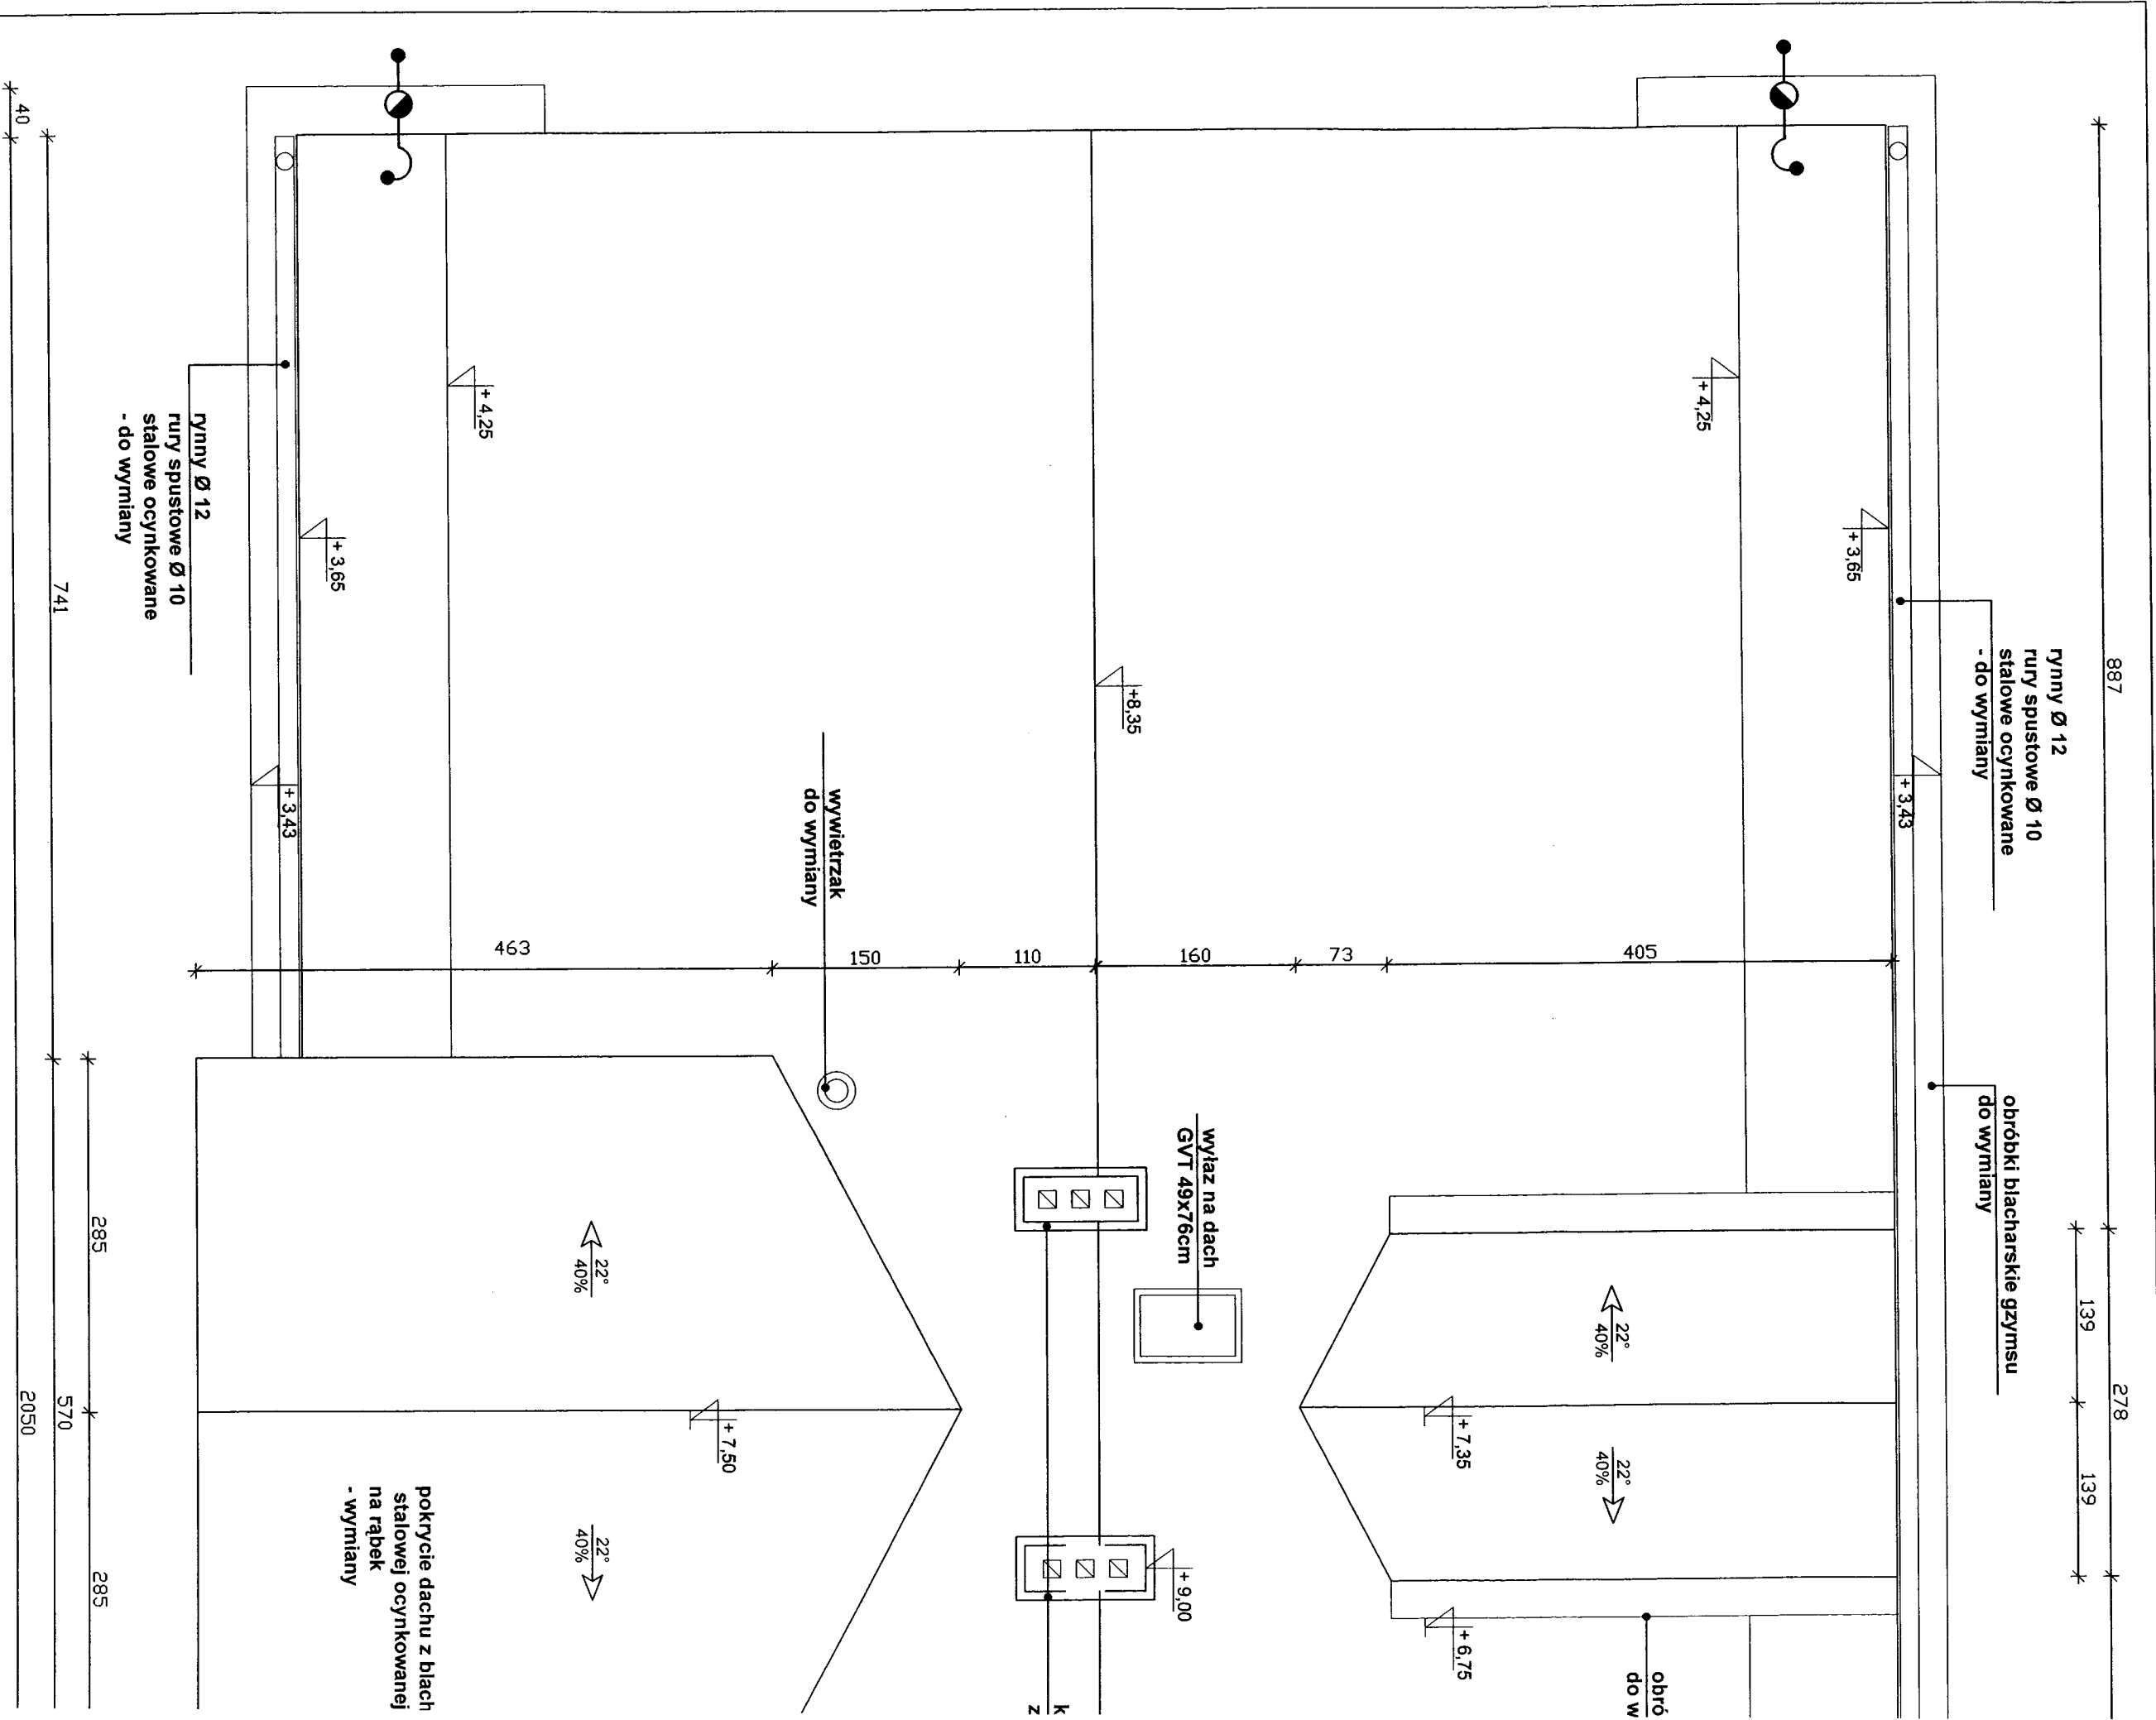 887
278
139
139
rynny Ø 12
rury spustowe Ø 10
stalowe ocynkowane
- do wymiany
obróbki blacharskie gzymsu
do wymiany
+ 3,43
+ 3,65
+ 4,25
405
73
160
110
150
463
22°
40%
22°
40%
+ 7,35
+ 6,75
obró
do w
wyłaz na dach
GVT 49x76cm
+8,35
+ 9,00
k
z
wywietrzak
do wymiany
+ 7,50
22°
40%
22°
40%
+ 4,25
+ 3,65
+ 3,43
pokrycie dachu z blach
stalowej ocynkowanej
na rąbek
- wymiany
rynny Ø 12
rury spustowe Ø 10
stalowe ocynkowane
- do wymiany
285
285
741
570
40
2050